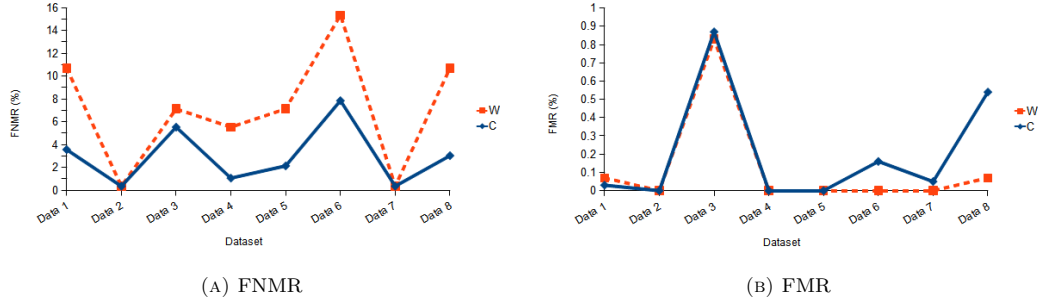 16
14
12
10
8
6
4
2
0
FNMR (%)
Data 1
Data 2
Data 3
Data 4
Data 5
Data 6
Data 7
Data 8
Dataset
W
C
(A) FNMR
1
0.9
0.8
0.7
0.6
0.5
0.4
0.3
0.2
0.1
0
FMR (%)
Data 1
Data 2
Data 3
Data 4
Data 5
Data 6
Data 7
Data 8
Dataset
W
C
(B) FMR